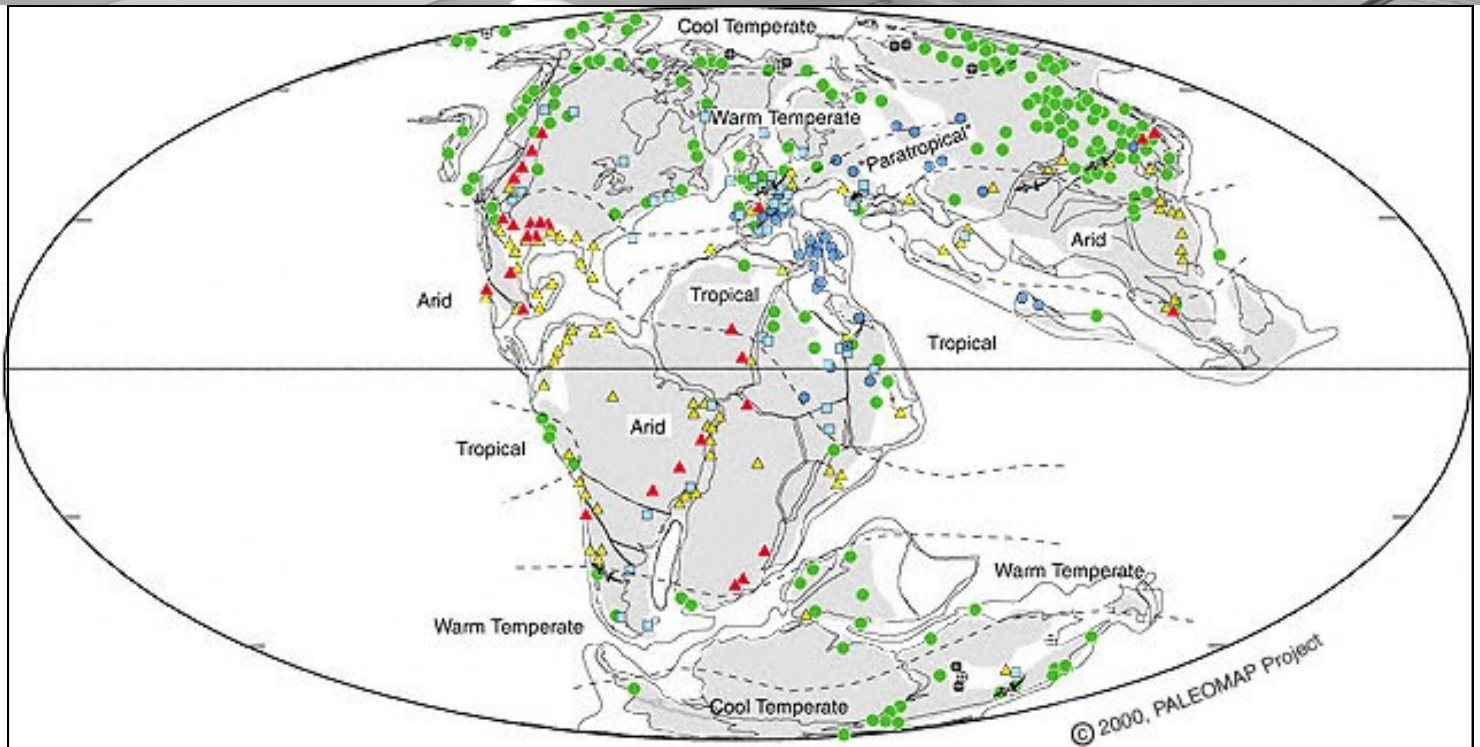 Cool Temperate
Warm Temperate
"Paratropical"
Arid
Tropical
Arid
Tropical
Arid
Tropical
Warm Temperate
Warm Temperate
Cool Temperate
© 2000, PALEOMAP Project